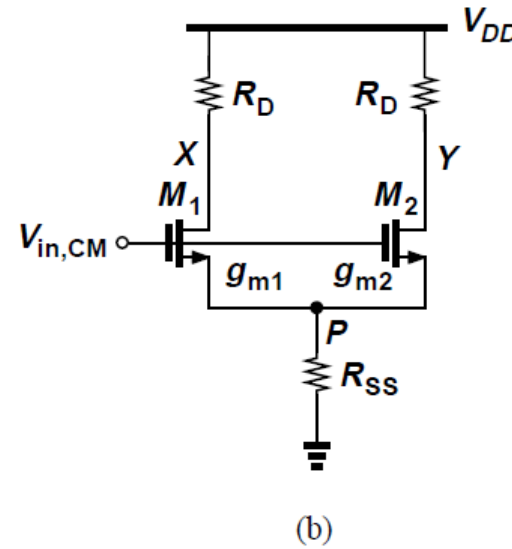 V_DD
R_D R_D
X Y
M_1 M_2
V_in,CM
g_m1 g_m2
P
R_SS
(b)